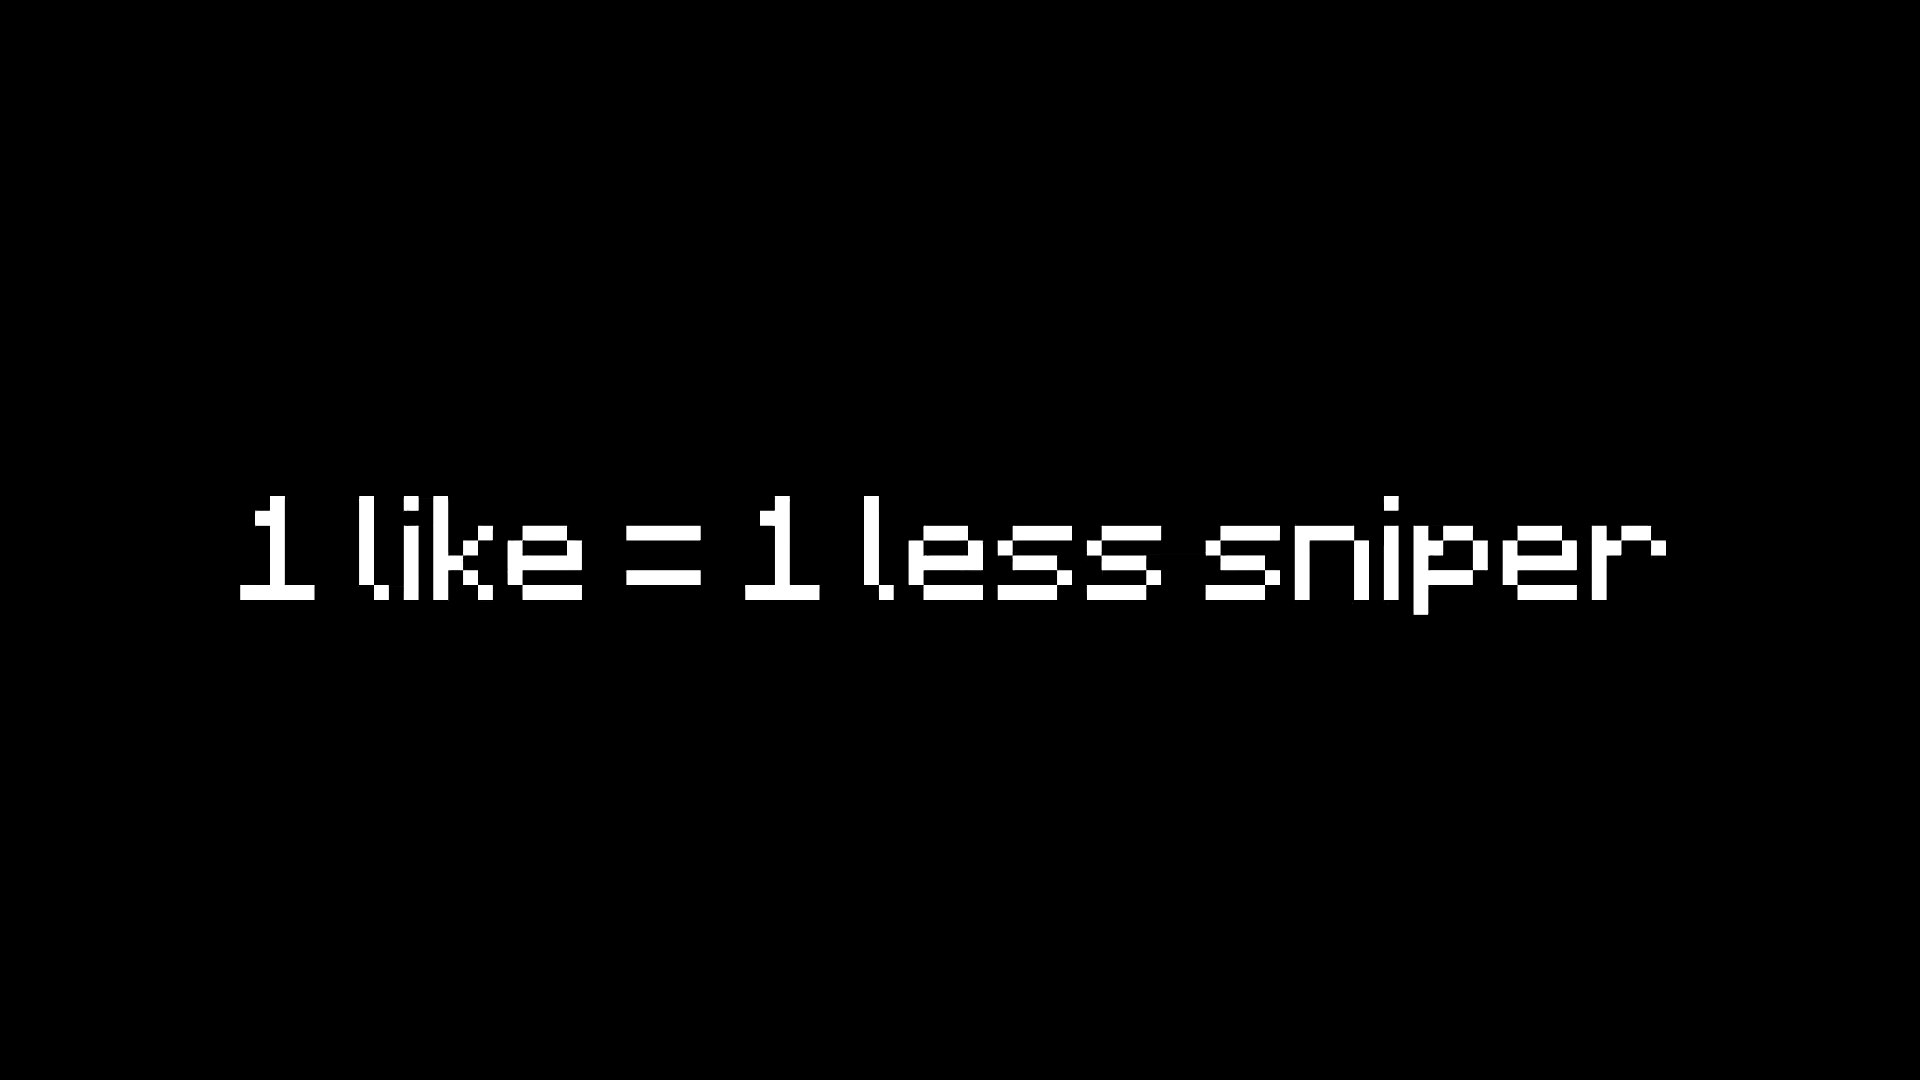 1 like = 1 less sniper